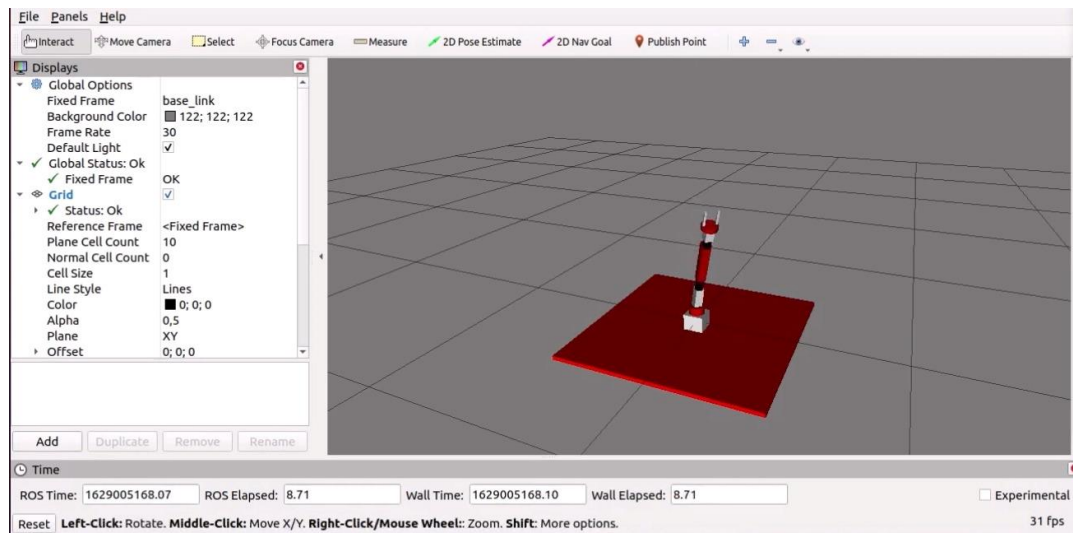 File Panels Help
Interact Move Camera Select Focus Camera Measure 2D Pose Estimate 2D Nav Goal Publish Point
Displays
Global Options
Fixed Frame base_link
Background Color 122; 122; 122
Frame Rate 30
Default Light
Global Status: Ok
Fixed Frame OK
Grid
Status: Ok
Reference Frame <Fixed Frame>
Plane Cell Count 10
Normal Cell Count 0
Cell Size 1
Line Style Lines
Color 0; 0; 0
Alpha 0,5
Plane XY
Offset 0; 0; 0
Add Duplicate Remove Rename
Time
ROS Time: 1629005168.07 ROS Elapsed: 8.71 Wall Time: 1629005168.10 Wall Elapsed: 8.71 Experimental
Reset Left-Click: Rotate. Middle-Click: Move X/Y. Right-Click/Mouse Wheel:: Zoom. Shift: More options. 31 fps